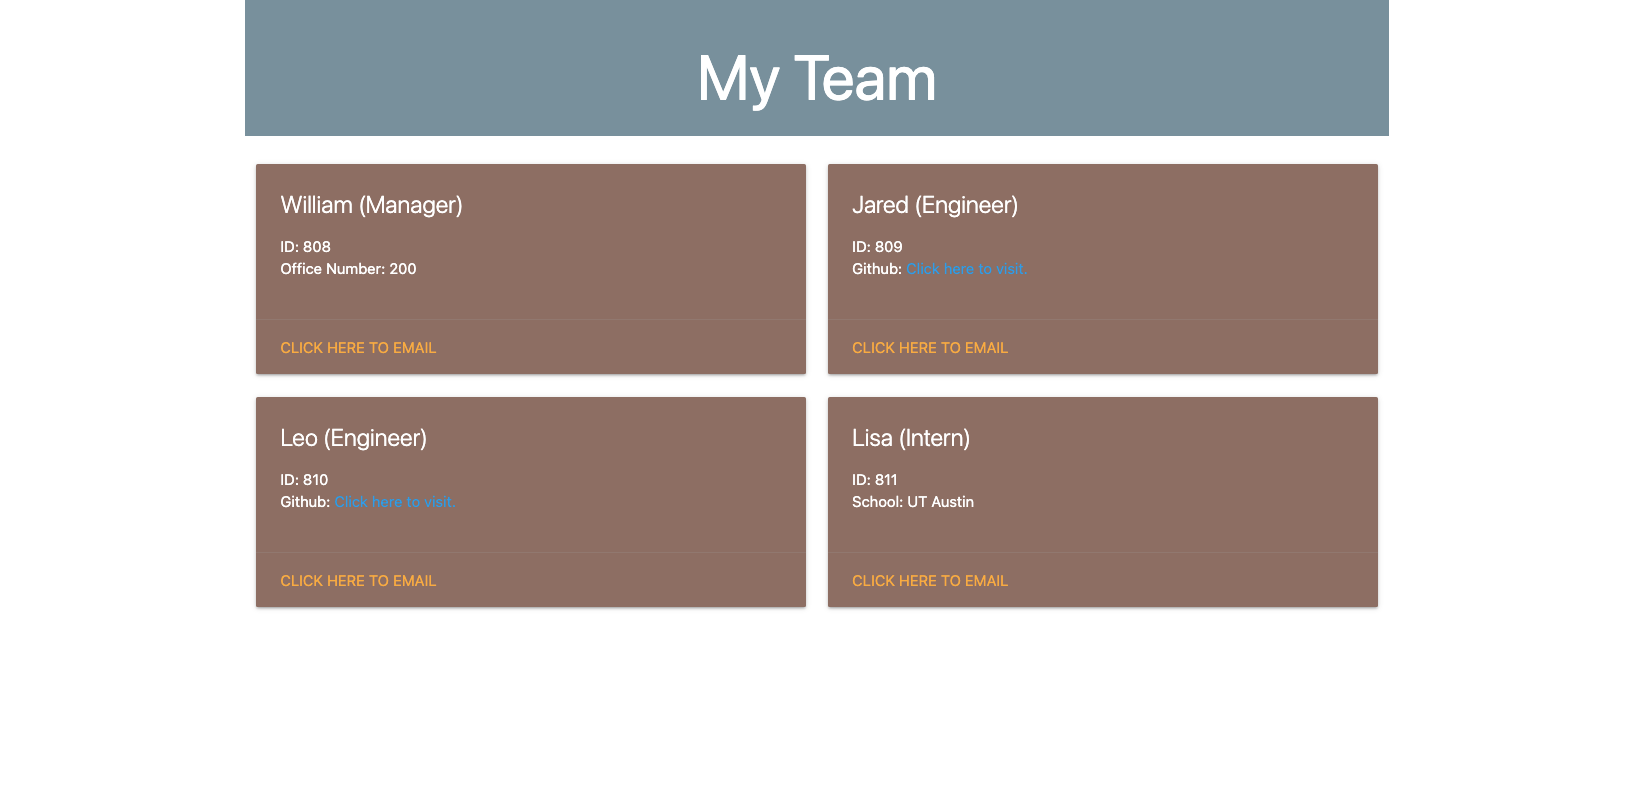 My Team
William (Manager)
ID: 808
Office Number: 200
CLICK HERE TO EMAIL
Jared (Engineer)
ID: 809
Github: Click here to visit.
CLICK HERE TO EMAIL
Leo (Engineer)
ID: 810
Github: Click here to visit.
CLICK HERE TO EMAIL
Lisa (Intern)
ID: 811
School: UT Austin
CLICK HERE TO EMAIL